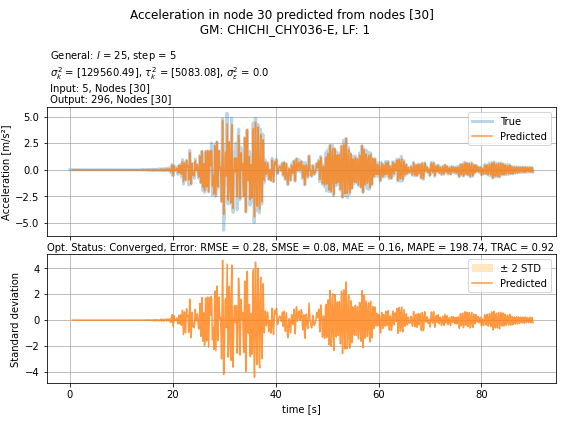 Acceleration in node 30 predicted from nodes [30]
GM: CHICHI_CHY036-E, LF: 1
General: l = 25, step = 5
σ²ₖ = [129560.49], τ²ₖ = [5083.08], σ²ₑ = 0.0
Input: 5, Nodes [30]
Output: 296, Nodes [30]
5.0
2.5
0.0
−2.5
−5.0
Acceleration [m/s²]
True
Predicted
Opt. Status: Converged, Error: RMSE = 0.28, SMSE = 0.08, MAE = 0.16, MAPE = 198.74, TRAC = 0.92
4
2
0
−2
−4
Standard deviation
± 2 STD
Predicted
0 20 40 60 80
time [s]